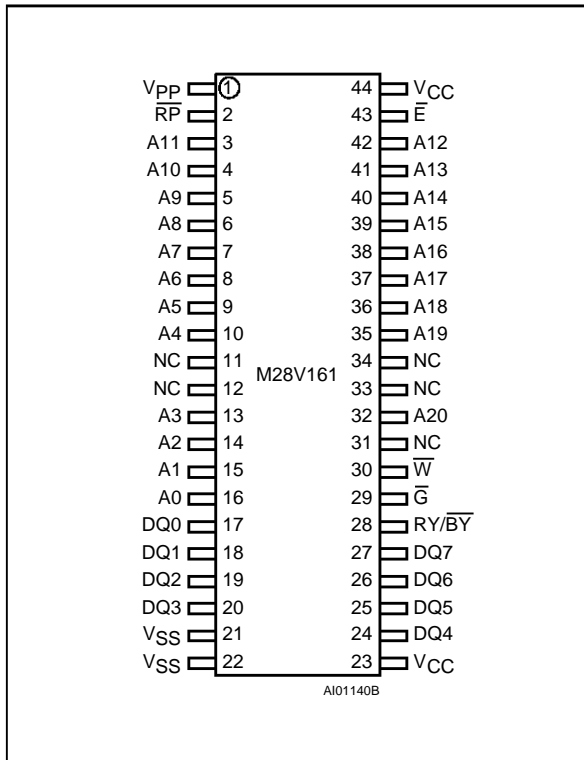 VPP 1 44 VCC
R̅P̅ 2 43 E̅
A11 3 42 A12
A10 4 41 A13
A9 5 40 A14
A8 6 39 A15
A7 7 38 A16
A6 8 37 A17
A5 9 36 A18
A4 10 35 A19
NC 11 34 NC
M28V161
NC 12 33 NC
A3 13 32 A20
A2 14 31 NC
A1 15 30 W̅
A0 16 29 G̅
DQ0 17 28 RY/B̅Y̅
DQ1 18 27 DQ7
DQ2 19 26 DQ6
DQ3 20 25 DQ5
VSS 21 24 DQ4
VSS 22 23 VCC
AI01140B